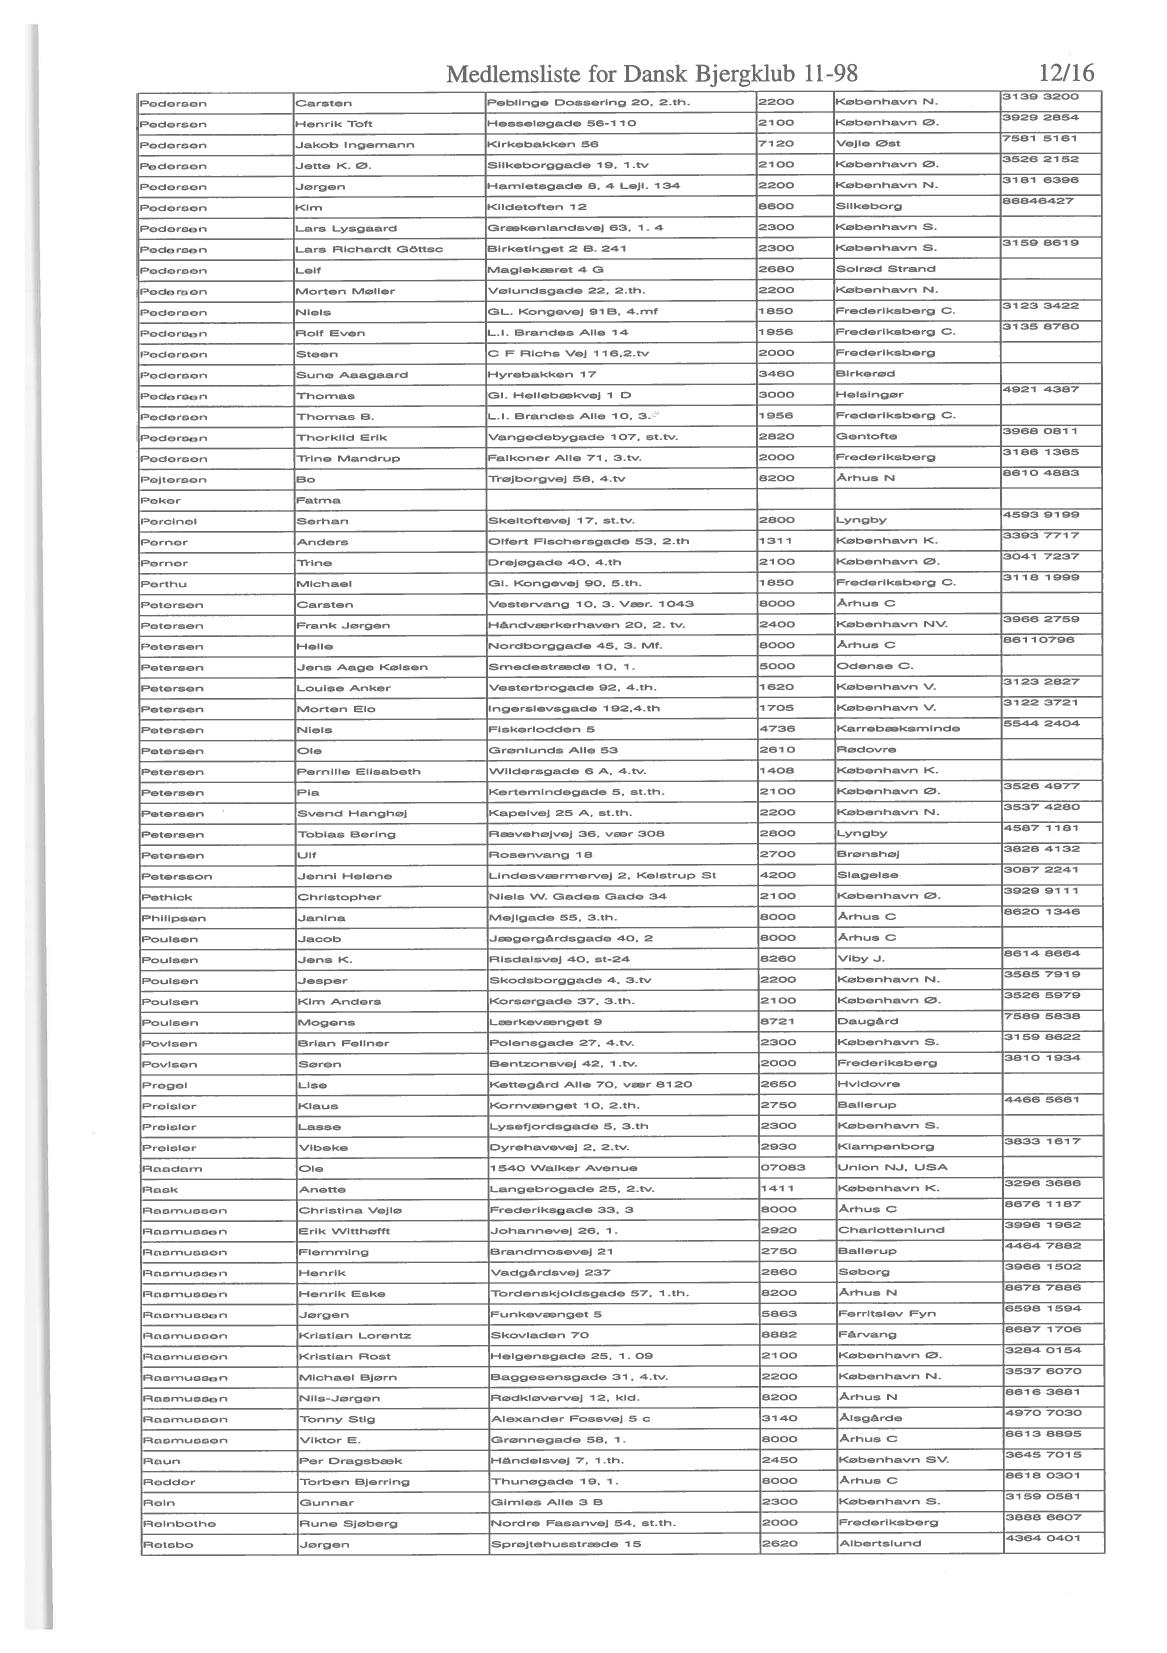 Medlemsliste for Dansk Bjergklub 11-98 12/16
Pedersen Carsten Peblinge Dossering 20, 2.th. 2200 København N. 3139 3200
Pedersen Henrik Toft Hesseløgade 56-110 2100 København Ø. 3929 2854
Pedersen Jakob Ingemann Kirkebakken 56 7120 Vejle Øst 7581 5161
Pedersen Jette K. Ø. Silkeborggade 19, 1.tv 2100 København Ø. 3526 2152
Pedersen Jørgen Hamletsgade 8, 4 Lejl. 134 2200 København N. 3181 6396
Pedersen Kim Kildetoften 12 8600 Silkeborg 86846427
Pedersen Lars Lysgaard Grækenlandsvej 63, 1. 4 2300 København S.
Pedersen Lars Richardt Göttsc Birketinget 2 B. 241 2300 København S. 3159 8619
Pedersen Leif Maglekæret 4 G 2680 Solrød Strand
Pedersen Morten Møller Vølundsgade 22, 2.th. 2200 København N.
Pedersen Niels GL. Kongevej 91B, 4.mf 1850 Frederiksberg C. 3123 3422
Pedersen Rolf Even L.I. Brandes Alle 14 1956 Frederiksberg C. 3135 8780
Pedersen Steen C F Richs Vej 116,2.tv 2000 Frederiksberg
Pedersen Sune Aaagaard Hyrebakken 17 3460 Birkerød
Pedersen Thomas Gl. Hellebækvej 1 D 3000 Helsingør 4921 4387
Pedersen Thomas B. L.I. Brandes Alle 10, 3. 1956 Frederiksberg C.
Pedersen Thorkild Erik Vangedebygade 107, st.tv. 2820 Gentofte 3968 0811
Pedersen Trine Mandrup Falkoner Alle 71, 3.tv. 2000 Frederiksberg 3186 1365
Pejtersen Bo Trøjborgvej 58, 4.tv 8200 Århus N 8610 4883
Peker Fatma
Percinel Serhan Skeltoftevej 17, st.tv. 2800 Lyngby 4593 9199
Perner Anders Olfert Fischersgade 53, 2.th 1311 København K. 3393 7717
Perner Trine Drejøgade 40, 4.th 2100 København Ø. 3041 7237
Perthu Michael Gl. Kongevej 90, 5.th. 1850 Frederiksberg C. 3118 1999
Petersen Carsten Vestervang 10, 3. Vær. 1043 8000 Århus C
Petersen Frank Jørgen Håndværkerhaven 20, 2. tv. 2400 København NV. 3966 2759
Petersen Helle Nordborggade 45, 3. Mf. 8000 Århus C 86110796
Petersen Jens Aage Kølsen Smedestræde 10, 1. 5000 Odense C.
Petersen Louise Anker Vesterbrogade 92, 4.th. 1620 København V. 3123 2827
Petersen Morten Elo Ingerslevsgade 192,4.th 1705 København V. 3122 3721
Petersen Niels Fiskerlodden 5 4736 Karrebæksminde 5544 2404
Petersen Ole Grønlunds Alle 53 2610 Rødovre
Petersen Pernille Elisabeth Wildersgade 6 A, 4.tv. 1408 København K.
Petersen Pia Kertemindegade 5, st.th. 2100 København Ø. 3526 4977
Petersen Svend Hanghøj Kapelvej 25 A, st.th. 2200 København N. 3537 4280
Petersen Tobias Bering Rævehøjvej 36, vær 308 2800 Lyngby 4587 1181
Petersen Ulf Rosenvang 18 2700 Brønshøj 3828 4132
Petersson Jenni Helene Lindesværmervej 2, Kelstrup St 4200 Slagelse 3087 2241
Pethick Christopher Niels W. Gades Gade 34 2100 København Ø. 3929 9111
Philipsen Janina Mejlgade 55, 3.th. 8000 Århus C 8620 1346
Poulsen Jacob Jægergårdsgade 40, 2 8000 Århus C
Poulsen Jens K. Risdalsvej 40, st-24 8260 Viby J. 8614 8664
Poulsen Jesper Skodsborggade 4, 3.tv 2200 København N. 3585 7919
Poulsen Kim Anders Korsørgade 37, 3.th. 2100 København Ø. 3526 5979
Poulsen Mogens Lærkevænget 9 8721 Daugård 7589 5838
Povlsen Brian Fellner Polensgade 27, 4.tv. 2300 København S. 3159 8622
Povlsen Søren Bentzonsvej 42, 1.tv. 2000 Frederiksberg 3810 1934
Pregel Lise Kettegård Alle 70, vær 8120 2650 Hvidovre
Preisler Klaus Kornvænget 10, 2.th. 2750 Ballerup 4466 5661
Preisler Lasse Lysefjordsgade 5, 3.th 2300 København S.
Preisler Vibeke Dyrehavevej 2, 2.tv. 2930 Klampenborg 3833 1617
Raadam Ole 1540 Walker Avenue 07083 Union NJ, USA
Rask Anette Langebrogade 25, 2.tv. 1411 København K. 3296 3686
Rasmussen Christina Vejlø Frederiksgade 33, 3 8000 Århus C 8676 1187
Rasmussen Erik Witthøfft Johannevej 26, 1. 2920 Charlottenlund 3996 1962
Rasmussen Flemming Brandmosevej 21 2750 Ballerup 4464 7882
Rasmussen Henrik Vadgårdsvej 237 2860 Søborg 3966 1502
Rasmussen Henrik Eske Tordenskjoldsgade 57, 1.th. 8200 Århus N 8678 7886
Rasmussen Jørgen Funkevænget 5 5863 Ferritslev Fyn 6598 1594
Rasmussen Kristian Lorentz Skovladen 70 8882 Fårvang 8687 1706
Rasmussen Kristian Rost Helgensgade 25, 1. 09 2100 København Ø. 3284 0154
Rasmussen Michael Bjørn Baggesensgade 31, 4.tv. 2200 København N. 3537 6070
Rasmussen Nils-Jørgen Rødkløvervej 12, kld. 8200 Århus N 8616 3681
Rasmussen Tonny Stig Alexander Fossvej 5 c 3140 Ålsgårde 4970 7030
Rasmussen Viktor E. Grønnegade 58, 1. 8000 Århus C 8613 8895
Raun Per Dragsbæk Händelsvej 7, 1.th. 2450 København SV. 3645 7015
Redder Torben Bjerring Thunøgade 19, 1. 8000 Århus C 8618 0301
Rein Gunnar Gimles Alle 3 B 2300 København S. 3159 0581
Reinbothe Rune Sjøberg Nordre Fasanvej 54, st.th. 2000 Frederiksberg 3888 6607
Retsbo Jørgen Sprøjtehusstræde 15 2620 Albertslund 4364 0401